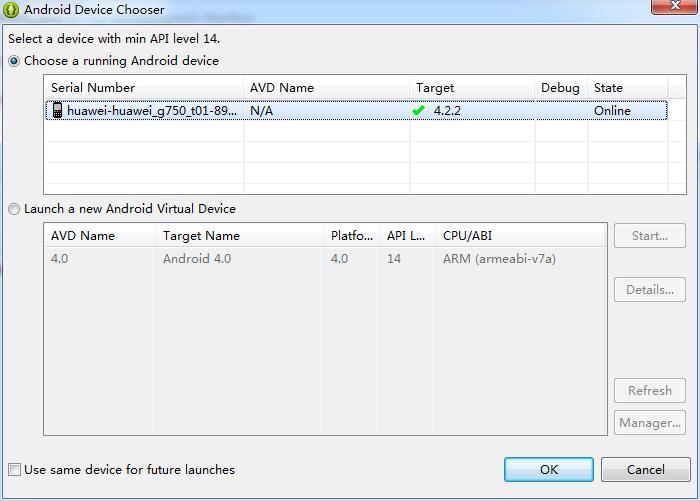 Android Device Chooser
Select a device with min API level 14.
Choose a running Android device
Serial Number AVD Name Target Debug State
huawei-huawei_g750_t01-89... N/A 4.2.2 Online
Launch a new Android Virtual Device
AVD Name Target Name Platfo... API L... CPU/ABI
4.0 Android 4.0 4.0 14 ARM (armeabi-v7a)
Start...
Details...
Refresh
Manager...
Use same device for future launches
OK Cancel